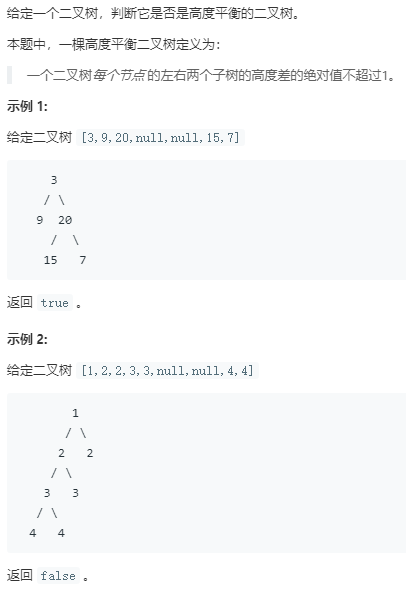 给定一个二叉树，判断它是否是高度平衡的二叉树。
本题中，一棵高度平衡二叉树定义为：
一个二叉树每个节点的左右两个子树的高度差的绝对值不超过1。
示例 1:
给定二叉树 [3,9,20,null,null,15,7]
3
/ \
9 20
/ \
15 7
返回 true 。
示例 2:
给定二叉树 [1,2,2,3,3,null,null,4,4]
1
/ \
2 2
/ \
3 3
/ \
4 4
返回 false 。